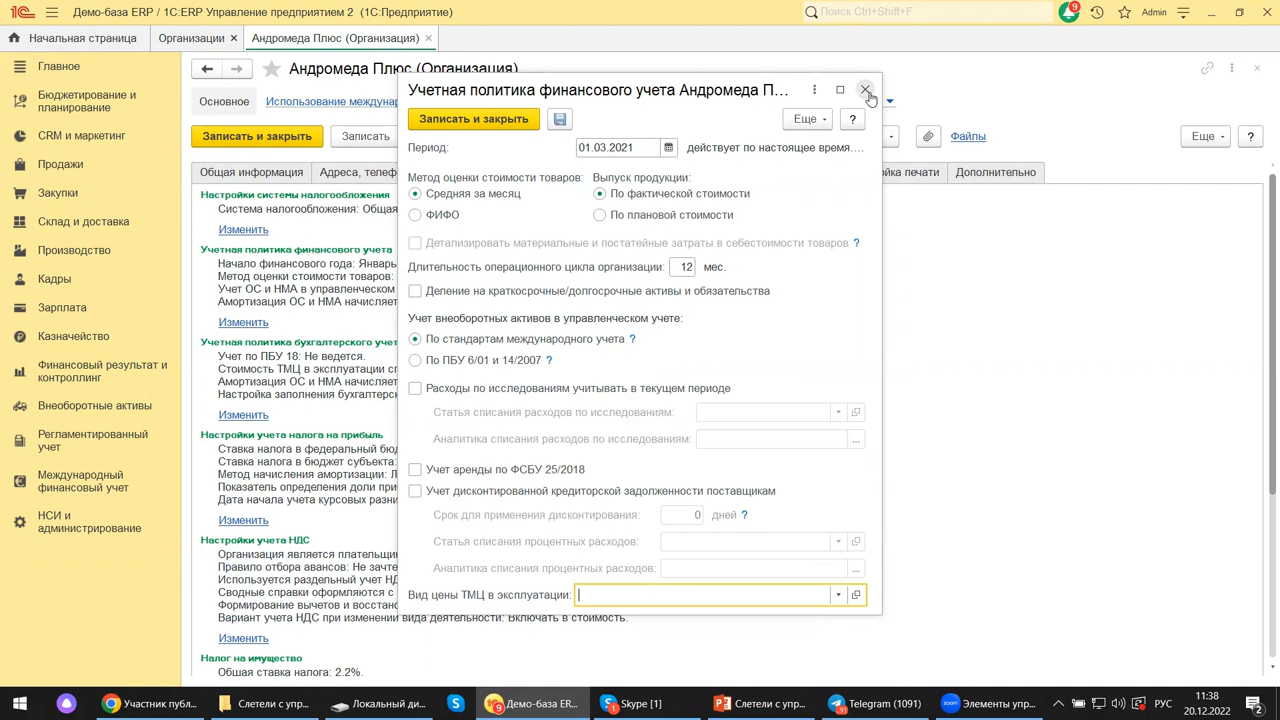 Демо-база ERP / 1С:ERP Управление предприятием 2 (1С:Предприятие)
Поиск Ctrl+Shift+F
9
Admin
Начальная страница
Организации
Андромеда Плюс (Организация)
Главное
Бюджетирование и планирование
CRM и маркетинг
Продажи
Закупки
Склад и доставка
Производство
Кадры
Зарплата
Казначейство
Финансовый результат и контроллинг
Внеоборотные активы
Регламентированный учет
Международный финансовый учет
НСИ и администрирование
Андромеда Плюс (Организация)
Основное
Использование междунар
Записать и закрыть
Записать
Файлы
Еще
?
Общая информация
Адреса, телеф
йка печати
Дополнительно
Настройки системы налогообложения
Система налогообложения: Общая
Изменить
Учетная политика финансового учета
Начало финансового года: Январь
Метод оценки стоимости товаров:
Учет ОС и НМА в управленческом
Амортизация ОС и НМА начисляет
Изменить
Учетная политика бухгалтерского учет
Учет по ПБУ 18: Не ведется.
Стоимость ТМЦ в эксплуатации сп
Амортизация ОС и НМА начисляет
Настройка заполнения бухгалтерск
Изменить
Настройки учета налога на прибыль
Ставка налога в федеральный бюд
Ставка налога в бюджет субъекта:
Метод начисления амортизации: Л
Показатель определения доли при
Дата начала учета курсовых разни
Изменить
Настройки учета НДС
Организация является плательщи
Правило отбора авансов: Не заче
Используется раздельный учет НД
Сводные справки оформляются с
Формирование вычетов и восстано
Вариант учета НДС при изменении вида деятельности: Включать в стоимость.
Изменить
Налог на имущество
Общая ставка налога: 2.2%.
Учетная политика финансового учета Андромеда П...
Записать и закрыть
Еще
?
Период: 01.03.2021 действует по настоящее время....
Метод оценки стоимости товаров: Выпуск продукции:
Средняя за месяц По фактической стоимости
ФИФО По плановой стоимости
Детализировать материальные и постатейные затраты в себестоимости товаров ?
Длительность операционного цикла организации: 12 мес.
Деление на краткосрочные/долгосрочные активы и обязательства
Учет внеоборотных активов в управленческом учете:
По стандартам международного учета ?
По ПБУ 6/01 и 14/2007 ?
Расходы по исследованиям учитывать в текущем периоде
Статья списания расходов по исследованиям:
Аналитика списания расходов по исследованиям:
Учет аренды по ФСБУ 25/2018
Учет дисконтированной кредиторской задолженности поставщикам
Срок для применения дисконтирования: 0 дней ?
Статья списания процентных расходов:
Аналитика списания процентных расходов:
Вид цены ТМЦ в эксплуатации:
Участник публ...
Слетели с упр...
Локальный ди...
Демо-база ER...
Skype [1]
Слетели с упр...
Telegram (1091)
Элементы упр...
РУС
11:38
20.12.2022
2